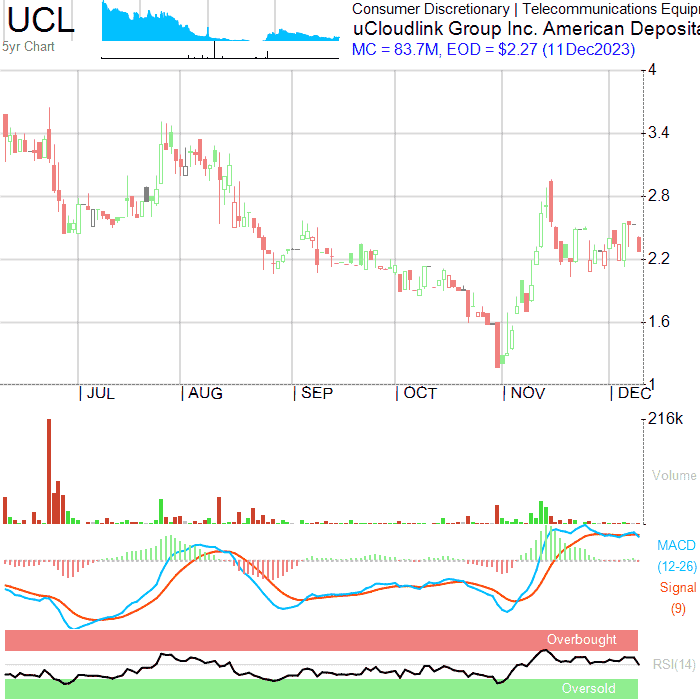 UCL
5yr Chart
Consumer Discretionary | Telecommunications Equip
uCloudlink Group Inc. American Deposita
MC = 83.7M, EOD = $2.27 (11Dec2023)
4
3.4
2.8
2.2
1.6
1
JUL AUG SEP OCT NOV DEC
216k
Volume
MACD
(12-26)
Signal
(9)
Overbought
RSI(14)
Oversold